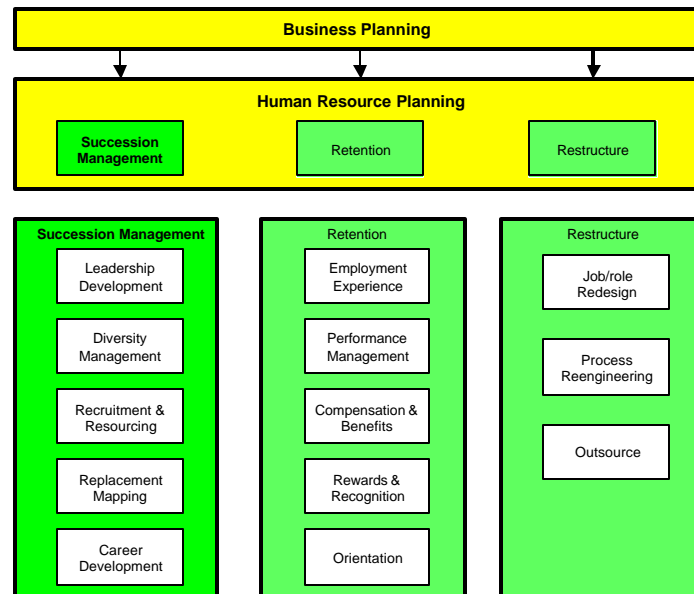 Business Planning
Human Resource Planning
Succession
Management
Retention
Restructure
Succession Management
Leadership
Development
Diversity
Management
Recruitment &
Resourcing
Replacement
Mapping
Career
Development
Retention
Employment
Experience
Performance
Management
Compensation &
Benefits
Rewards &
Recognition
Orientation
Restructure
Job/role
Redesign
Process
Reengineering
Outsource